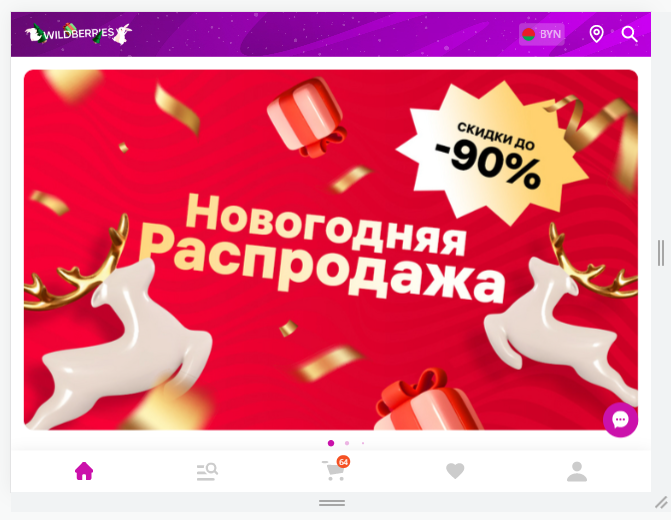 WILDBERRIES
BYN
СКИДКИ ДО
-90%
Новогодняя
Распродажа
64